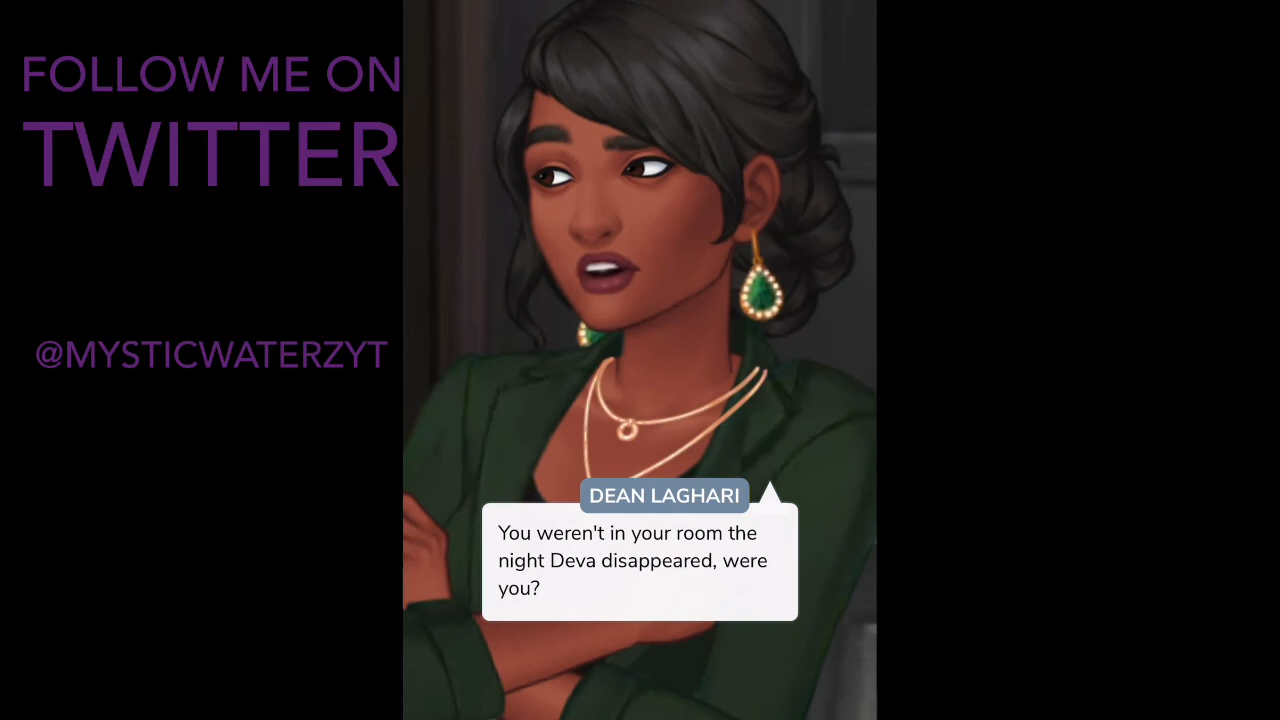 FOLLOW ME ON
TWITTER
@MYSTICWATERZYT
DEAN LAGHARI
You weren't in your room the
night Deva disappeared, were
you?